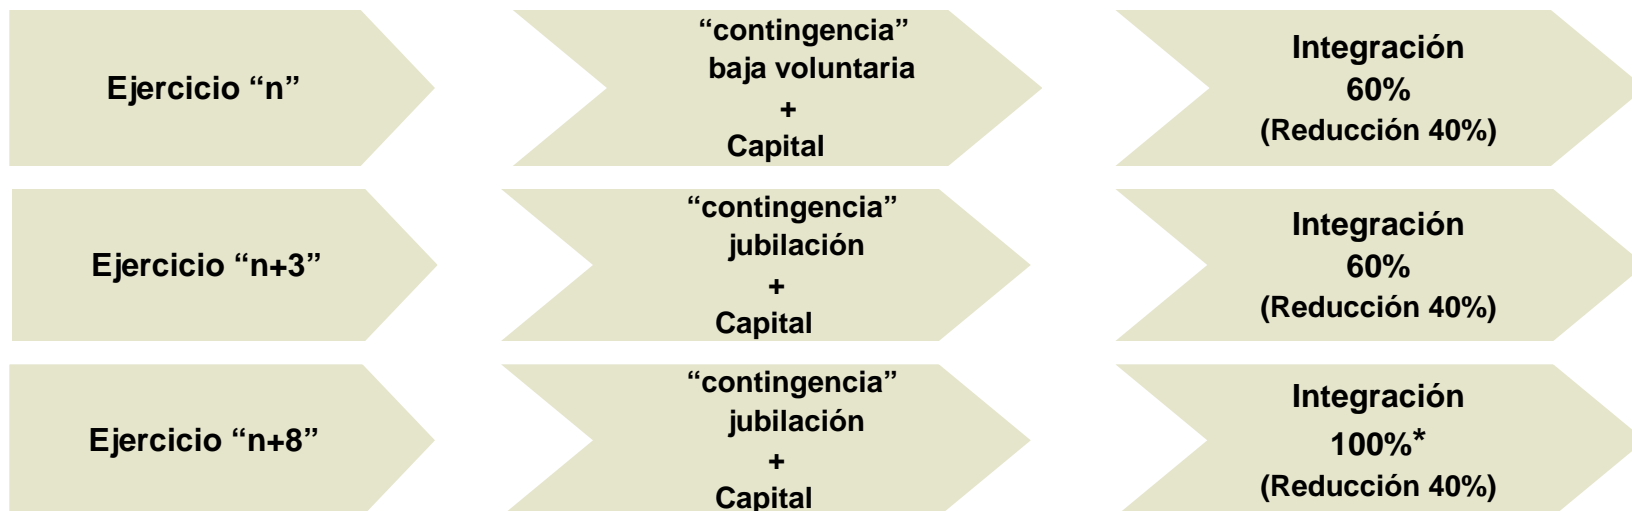 Ejercicio “n”
“contingencia”
baja voluntaria
+
Capital
Integración
60%
(Reducción 40%)
Ejercicio “n+3”
“contingencia”
jubilación
+
Capital
Integración
60%
(Reducción 40%)
Ejercicio “n+8”
“contingencia”
jubilación
+
Capital
Integración
100%*
(Reducción 40%)